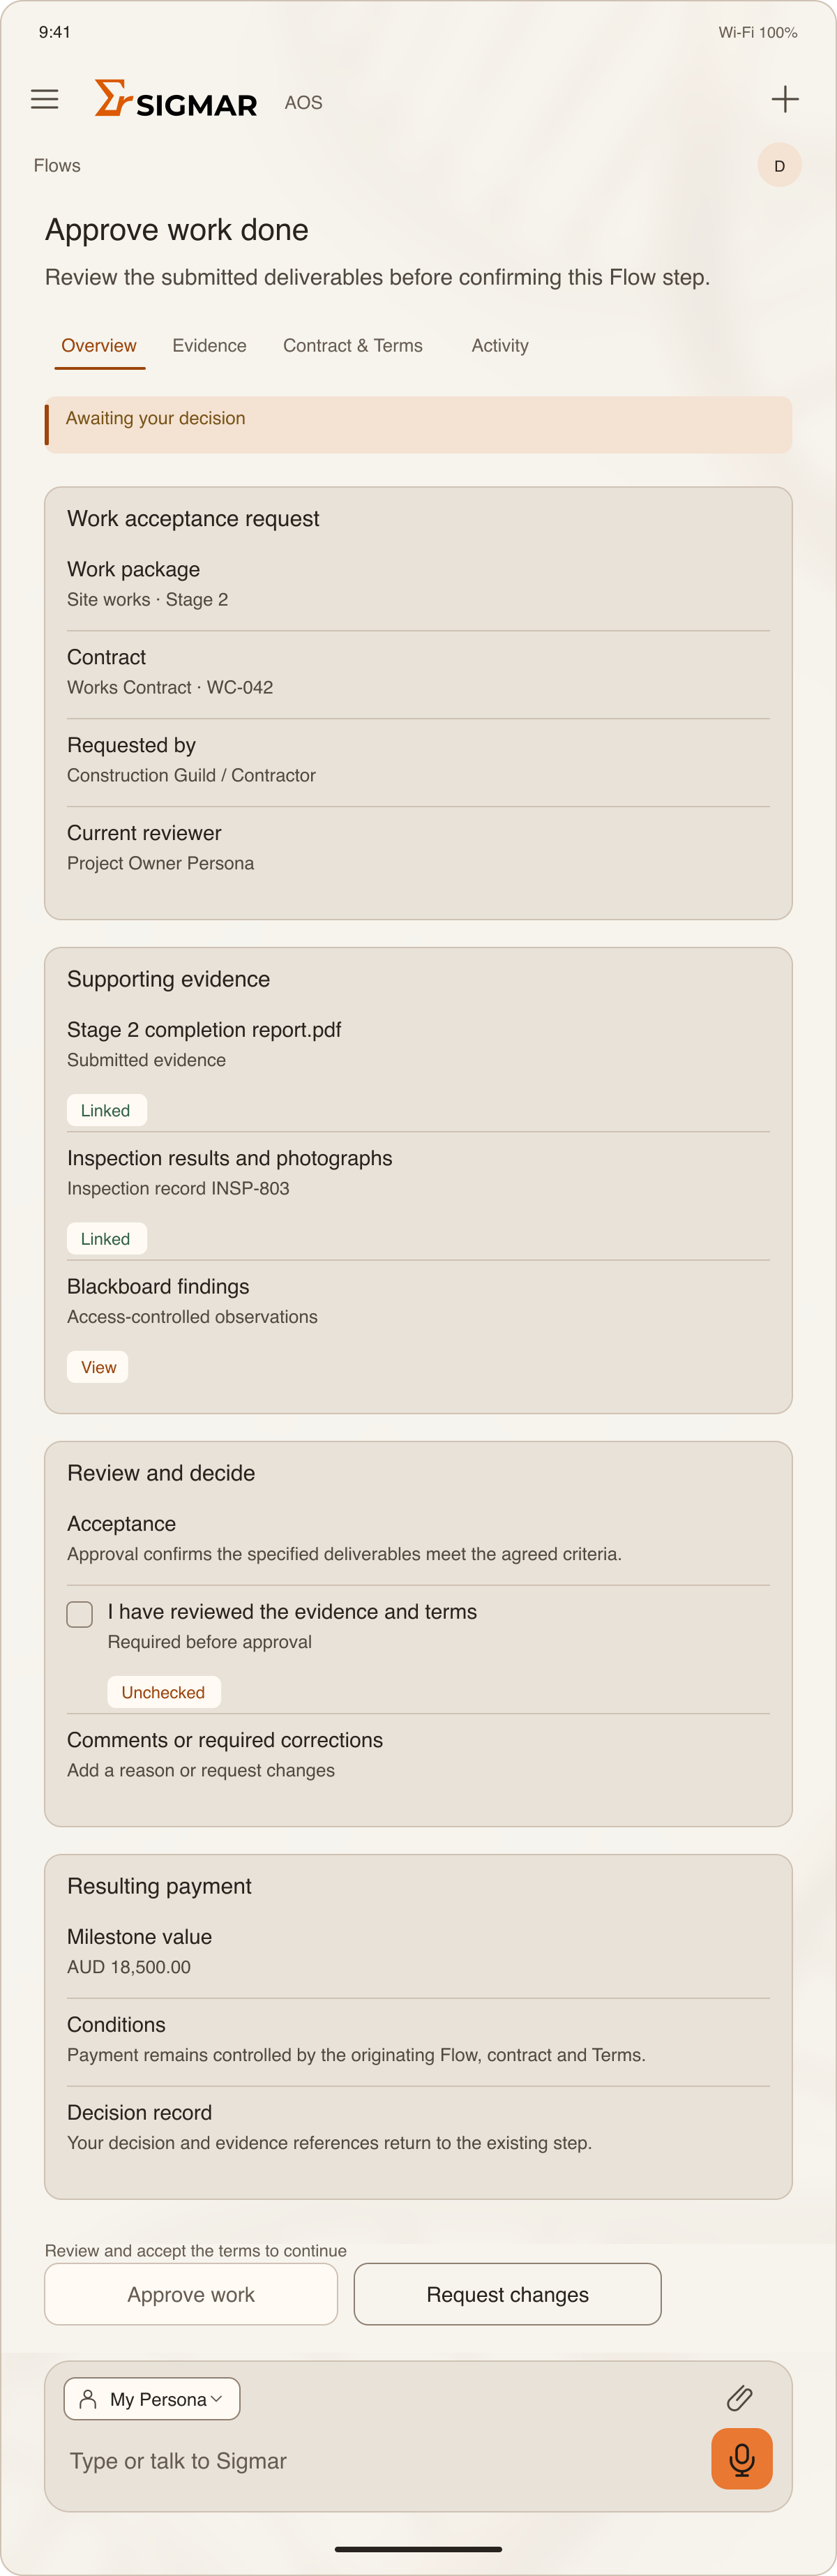 9:41
Wi-Fi 100%
Σr SIGMAR
AOS
Flows
D
Approve work done
Review the submitted deliverables before confirming this Flow step.
Overview
Evidence
Contract & Terms
Activity
Awaiting your decision
Work acceptance request
Work package
Site works · Stage 2
Contract
Works Contract · WC-042
Requested by
Construction Guild / Contractor
Current reviewer
Project Owner Persona
Supporting evidence
Stage 2 completion report.pdf
Submitted evidence
Linked
Inspection results and photographs
Inspection record INSP-803
Linked
Blackboard findings
Access-controlled observations
View
Review and decide
Acceptance
Approval confirms the specified deliverables meet the agreed criteria.
I have reviewed the evidence and terms
Required before approval
Unchecked
Comments or required corrections
Add a reason or request changes
Resulting payment
Milestone value
AUD 18,500.00
Conditions
Payment remains controlled by the originating Flow, contract and Terms.
Decision record
Your decision and evidence references return to the existing step.
Review and accept the terms to continue
Approve work
Request changes
My Persona
Type or talk to Sigmar